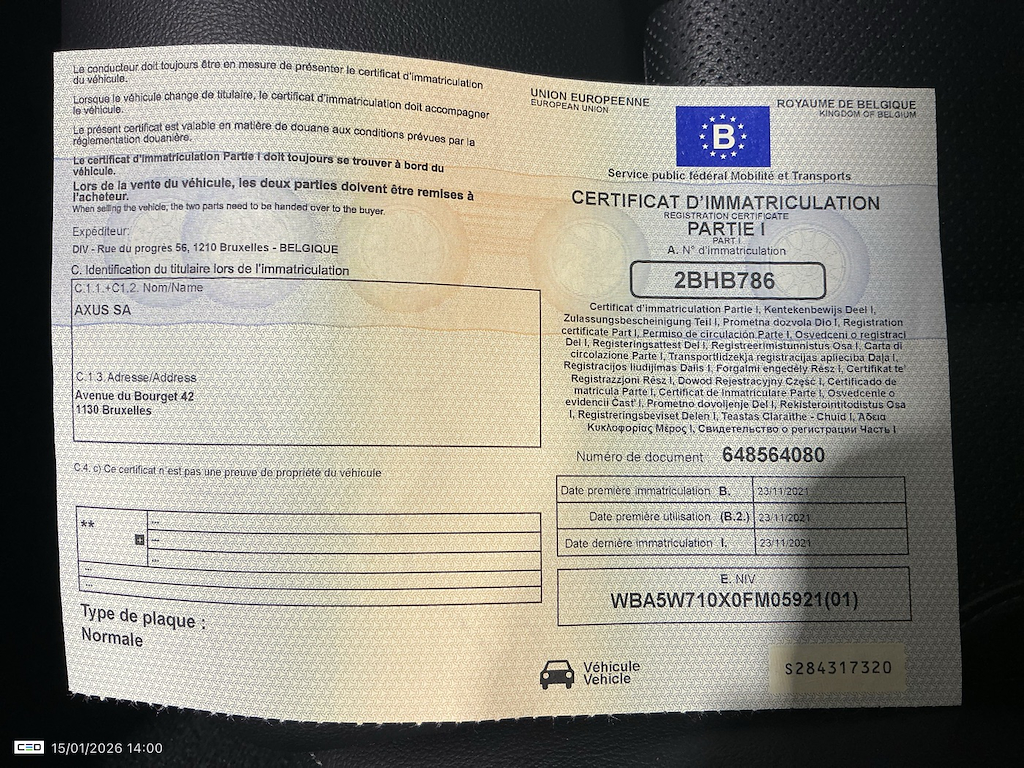 Le conducteur doit toujours être en mesure de présenter le certificat d'immatriculation
du véhicule.
Lorsque le véhicule change de titulaire, le certificat d'immatriculation doit accompagner
le véhicule.
Le présent certificat est valable en matière de douane aux conditions prévues par la
réglementation douanière.
Le certificat d'immatriculation Partie I doit toujours se trouver à bord du
véhicule.
Lors de la vente du véhicule, les deux parties doivent être remises à
l'acheteur.
When selling the vehicle, the two parts need to be handed over to the buyer.
Expéditeur:
DIV - Rue du progrès 56, 1210 Bruxelles - BELGIQUE
C. Identification du titulaire lors de l'immatriculation
C.1.1.+C1.2. Nom/Name
AXUS SA
C.1.3. Adresse/Address
Avenue du Bourget 42
1130 Bruxelles
C.4. c) Ce certificat n'est pas une preuve de propriété du véhicule
**
...
+ ...
...
...
...
Type de plaque :
Normale
UNION EUROPEENNE
EUROPEAN UNION
B
ROYAUME DE BELGIQUE
KINGDOM OF BELGIUM
Service public fédéral Mobilité et Transports
CERTIFICAT D'IMMATRICULATION
REGISTRATION CERTIFICATE
PARTIE I
PART I
A. N° d'immatriculation
2BHB786
Certificat d'immatriculation Partie I, Kentekenbewijs Deel I,
Zulassungsbescheinigung Teil I, Prometna dozvola Dio I, Registration
certificate Part I, Permiso de circulación Parte I, Osvedceni o registraci
Del I, Registeringsattest Del I, Registreerimistunnistus Osa I, Carta di
circolazione Parte I, Transportlidzekja registracijas aplieciba Daļa I,
Registracijos liudijimas Dalis I, Forgalmi engedély Rész I, Certifikat te'
Registrazzjoni Rész I, Dowod Rejestracyjny Część I, Certificado de
matricula Parte I, Certificat de inmatriculare Parte I, Osvedcenie o
evidencii Čast' I, Prometno dovoljenje Del I, Rekisterointitodistus Osa
I, Registreringsbeviset Delen I, Teastas Claraithe - Chuid I, Άδεια
Κυκλοφορίας Μέρος Ι, Свидетельство о регистрации Часть I
Numéro de document 648564080
Date première immatriculation B. 23/11/2021
Date première utilisation (B.2.) 23/11/2021
Date dernière immatriculation I. 23/11/2021
E. NIV
WBA5W710X0FM05921(01)
Véhicule
Vehicle
S284317320
CEO 15/01/2026 14:00